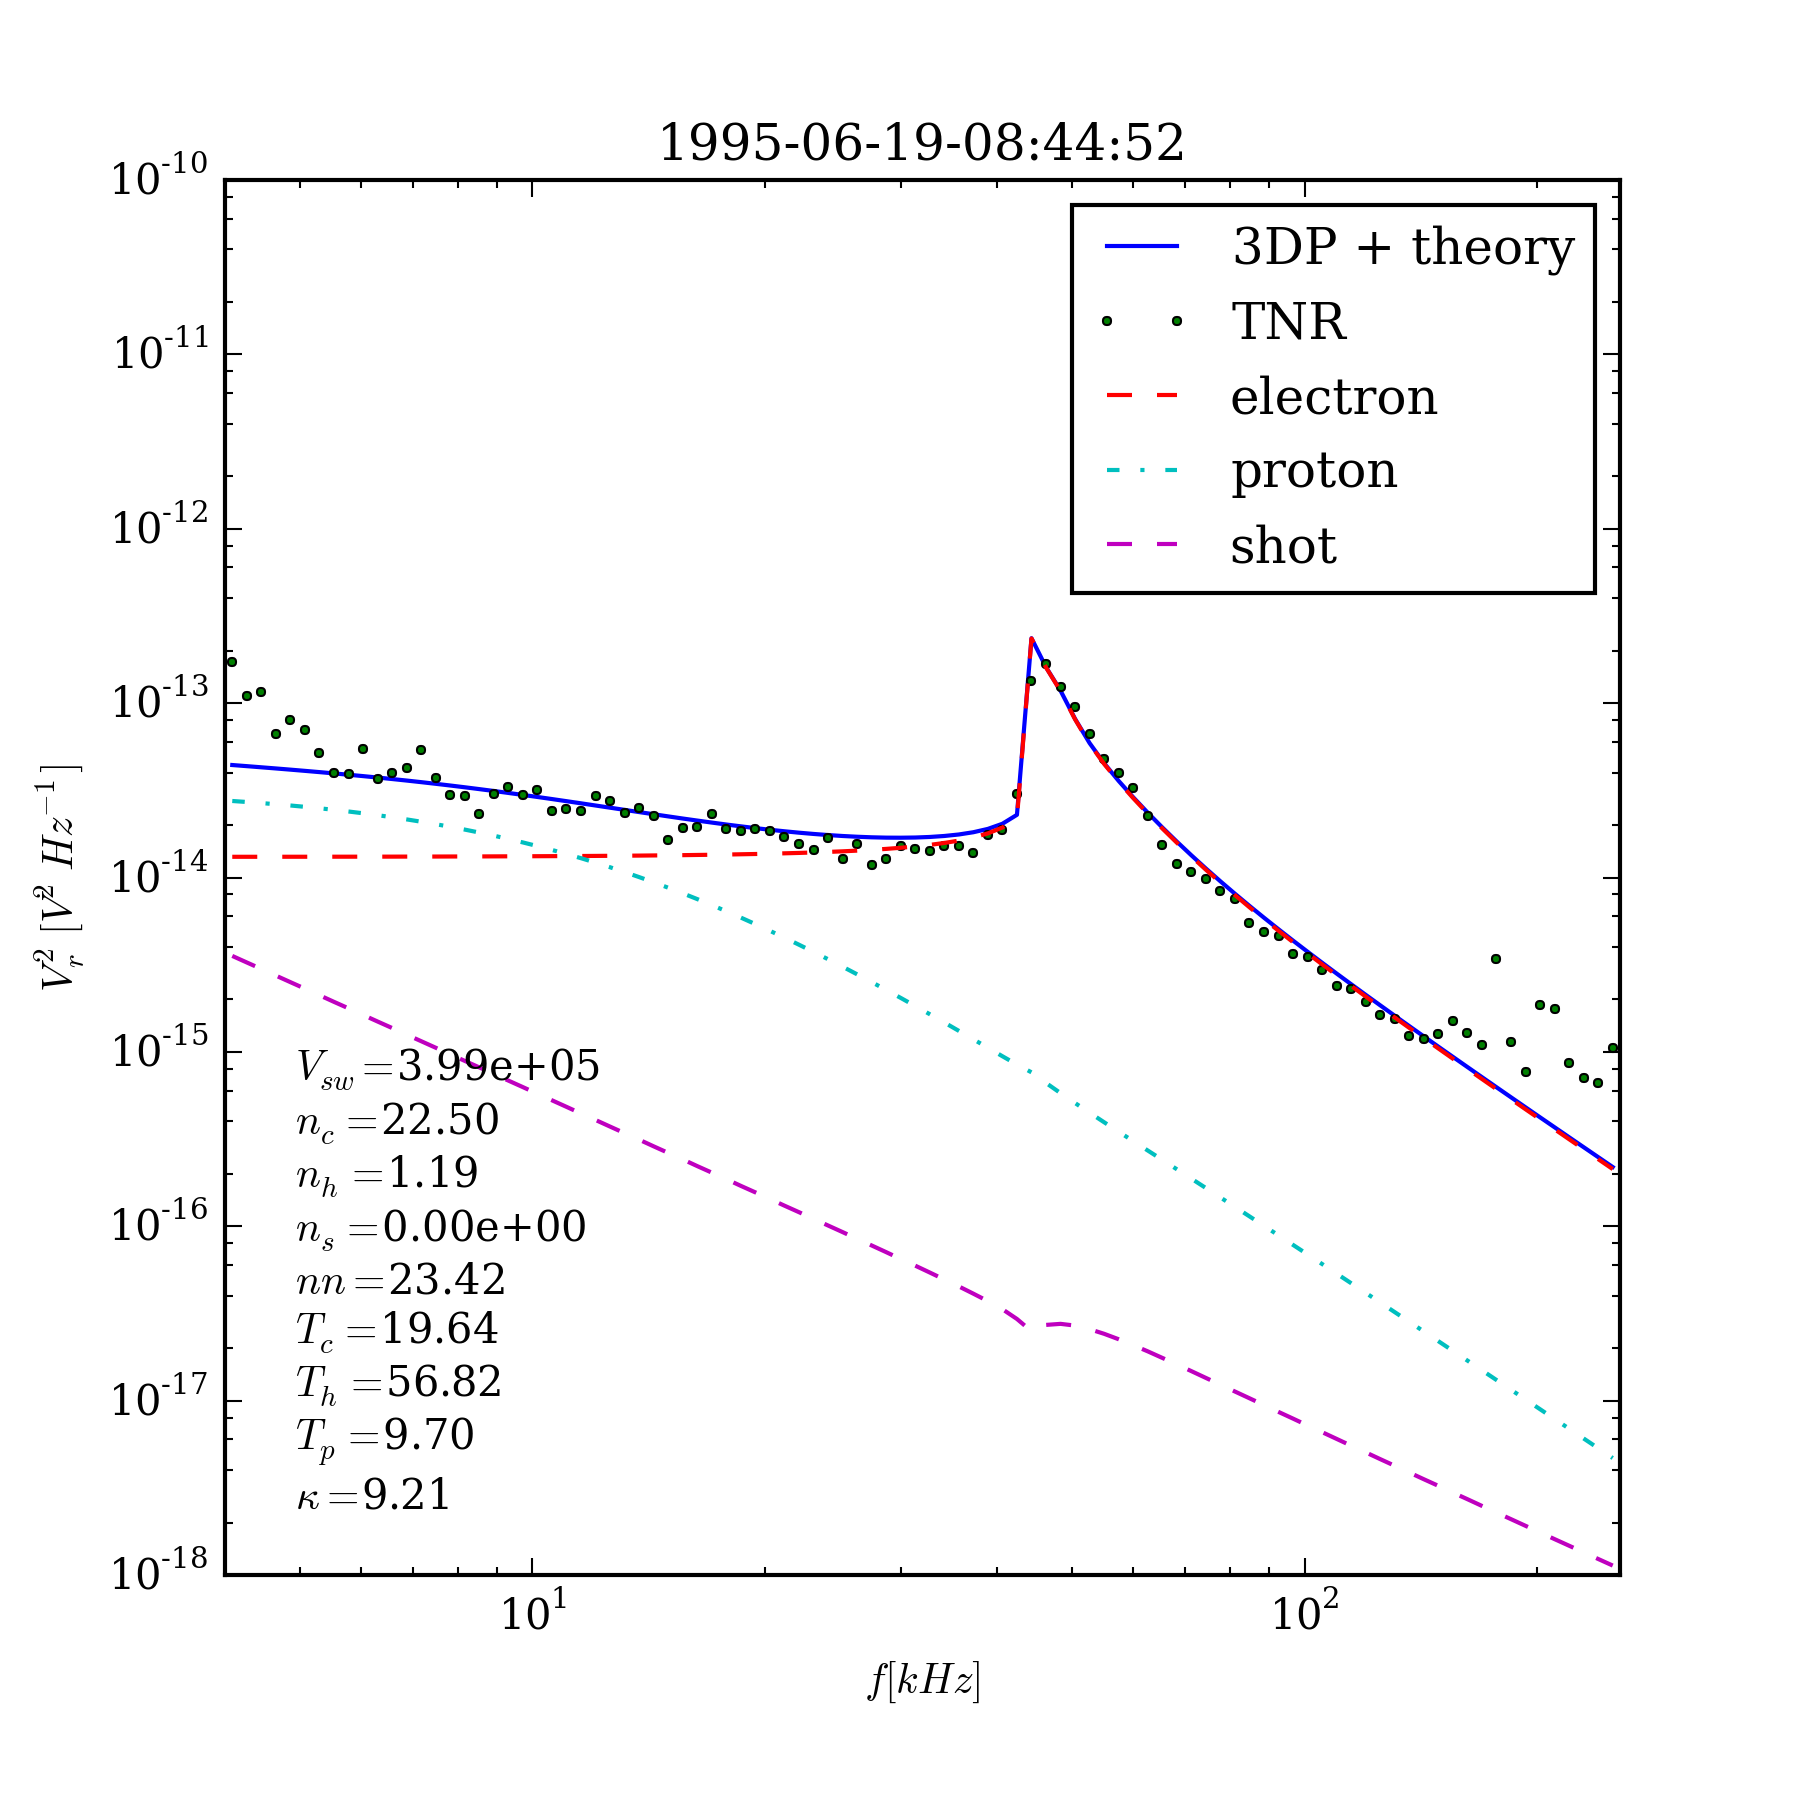 1995-06-19-08:44:52
3DP + theory
TNR
electron
proton
shot
10^-10
10^-11
10^-12
10^-13
10^-14
10^-15
10^-16
10^-17
10^-18
V_r^2 [V^2 Hz^-1]
V_sw=3.99e+05
n_c=22.50
n_h=1.19
n_s=0.00e+00
nn=23.42
T_c=19.64
T_h=56.82
T_p=9.70
κ=9.21
10^1
10^2
f[kHz]